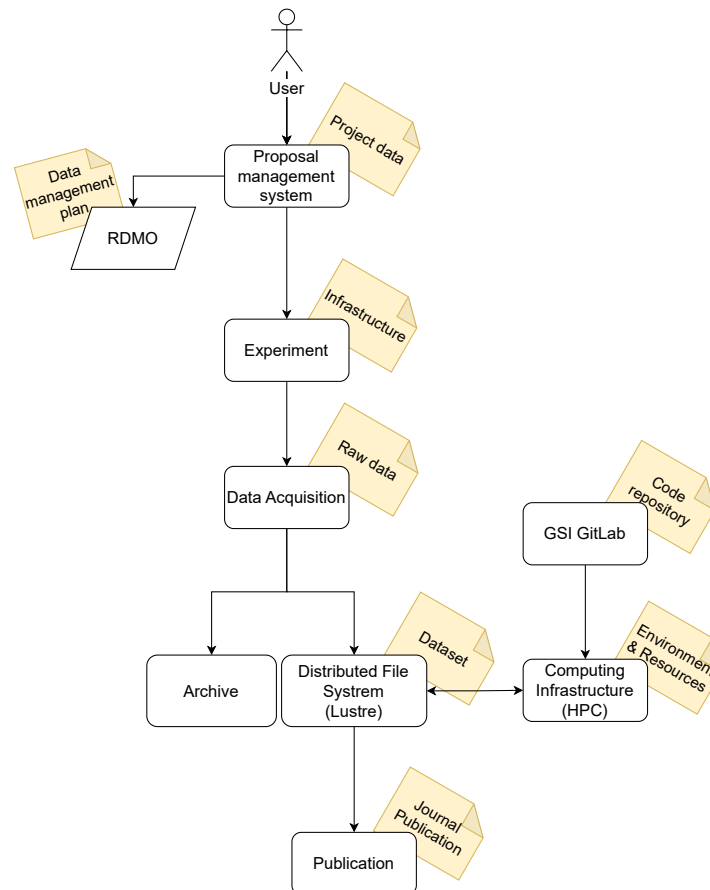 User
Project data
Proposal
management
system
Data
management
plan
RDMO
Infrastructure
Experiment
Raw data
Data Acquisition
Code
repository
GSI GitLab
Archive
Dataset
Distributed File
Systrem
(Lustre)
Environment
& Resources
Computing
Infrastructure
(HPC)
Journal
Publication
Publication